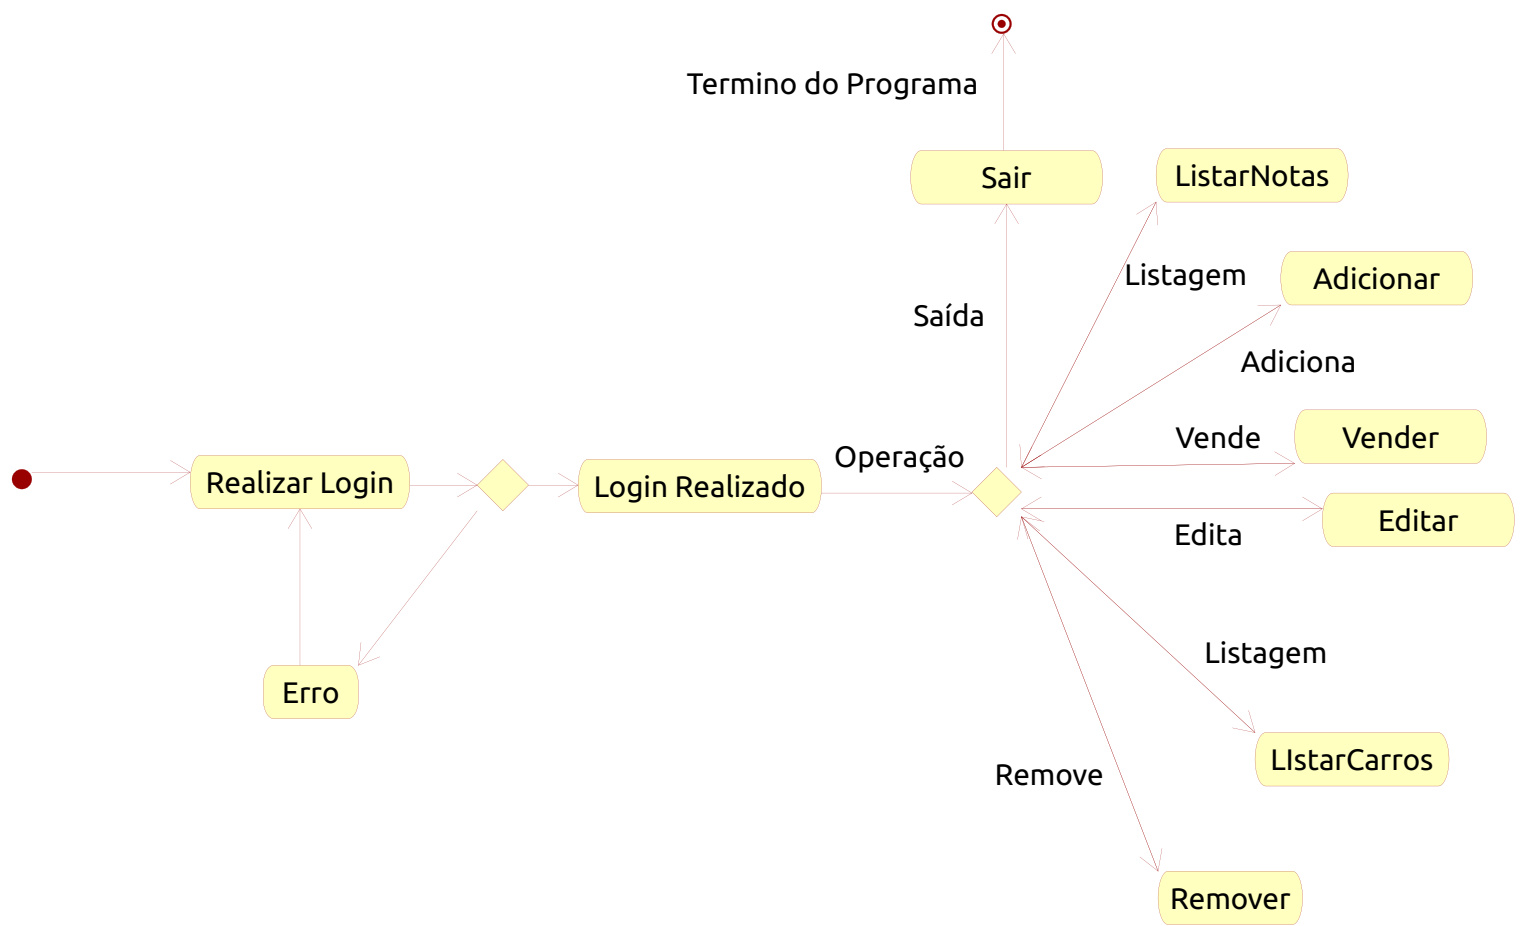 Termino do Programa
Sair
ListarNotas
Listagem
Adicionar
Saída
Adiciona
Vende
Vender
Operação
Realizar Login
Login Realizado
Editar
Edita
Listagem
Erro
LIstarCarros
Remove
Remover